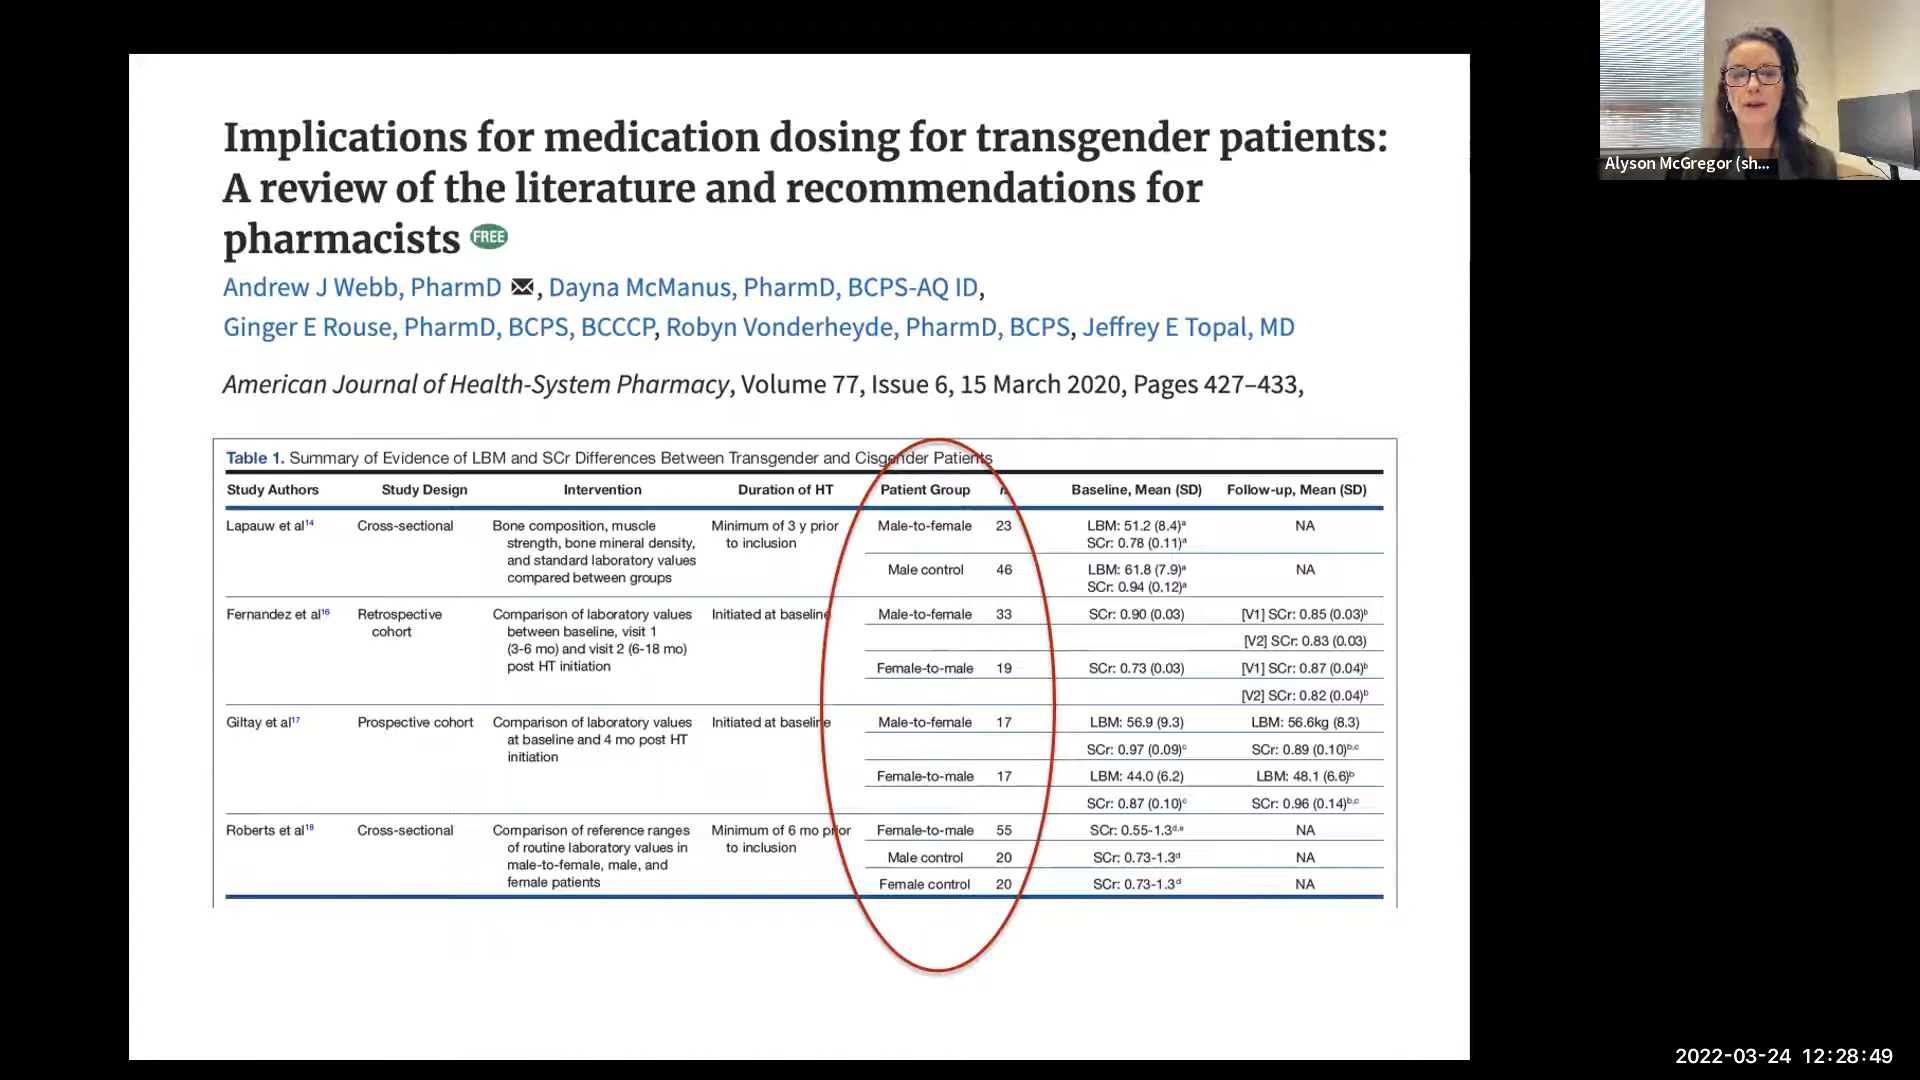 Implications for medication dosing for transgender patients:
A review of the literature and recommendations for
pharmacists FREE
Andrew J Webb, PharmD, Dayna McManus, PharmD, BCPS-AQ ID,
Ginger E Rouse, PharmD, BCPS, BCCCP, Robyn Vonderheyde, PharmD, BCPS, Jeffrey E Topal, MD
American Journal of Health-System Pharmacy, Volume 77, Issue 6, 15 March 2020, Pages 427–433,
Table 1. Summary of Evidence of LBM and SCr Differences Between Transgender and Cisgender Patients
Study Authors Study Design Intervention Duration of HT Patient Group n Baseline, Mean (SD) Follow-up, Mean (SD)
Lapauw et al14 Cross-sectional Bone composition, muscle Minimum of 3 y prior Male-to-female 23 LBM: 51.2 (8.4)a NA
strength, bone mineral density, to inclusion SCr: 0.78 (0.11)a
and standard laboratory values Male control 46 LBM: 61.8 (7.9)a NA
compared between groups SCr: 0.94 (0.12)a
Fernandez et al16 Retrospective Comparison of laboratory values Initiated at baseline Male-to-female 33 SCr: 0.90 (0.03) [V1] SCr: 0.85 (0.03)b
cohort between baseline, visit 1 [V2] SCr: 0.83 (0.03)
(3-6 mo) and visit 2 (6-18 mo) Female-to-male 19 SCr: 0.73 (0.03) [V1] SCr: 0.87 (0.04)b
post HT initiation [V2] SCr: 0.82 (0.04)b
Giltay et al17 Prospective cohort Comparison of laboratory values Initiated at baseline Male-to-female 17 LBM: 56.9 (9.3) LBM: 56.6kg (8.3)
at baseline and 4 mo post HT SCr: 0.97 (0.09)c SCr: 0.89 (0.10)b,c
initiation Female-to-male 17 LBM: 44.0 (6.2) LBM: 48.1 (6.6)b
SCr: 0.87 (0.10)c SCr: 0.96 (0.14)b,c
Roberts et al18 Cross-sectional Comparison of reference ranges Minimum of 6 mo prior Female-to-male 55 SCr: 0.55-1.3d,e NA
of routine laboratory values in to inclusion Male control 20 SCr: 0.73-1.3d NA
male-to-female, male, and
female patients Female control 20 SCr: 0.73-1.3d NA
Alyson McGregor (sh...
2022-03-24 12:28:49